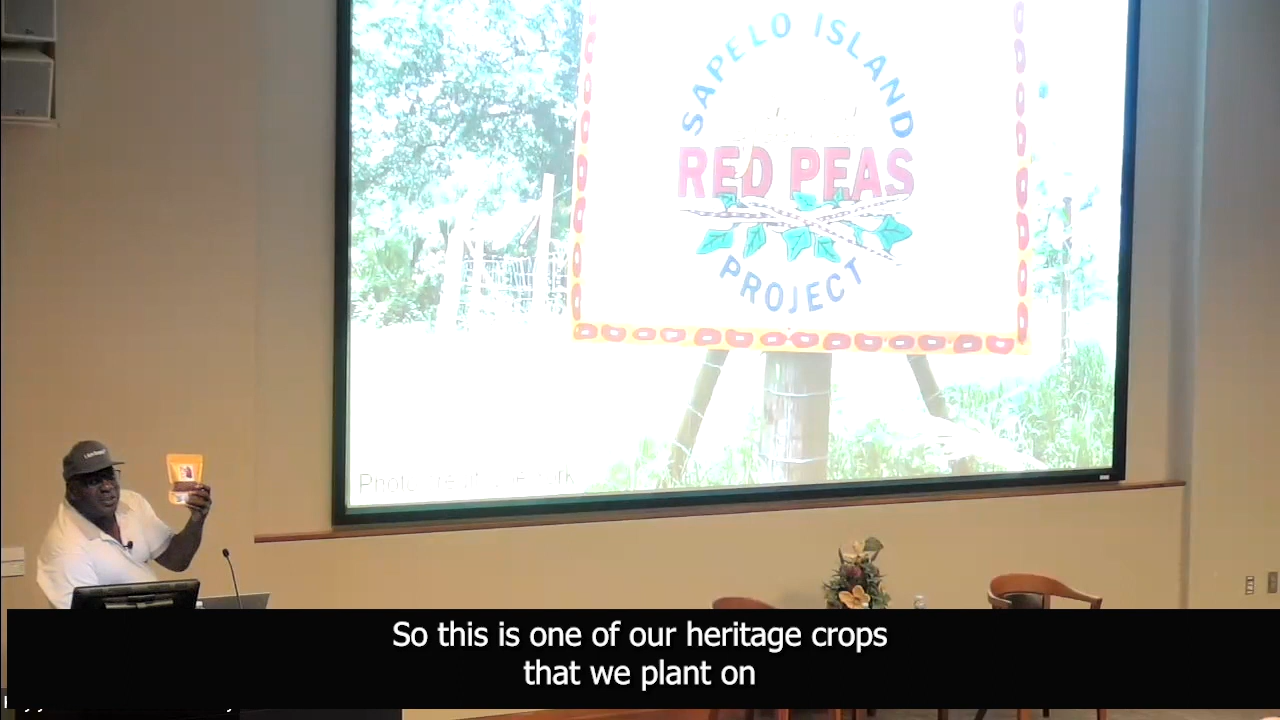 SAPELO ISLAND
RED PEAS
PROJECT
So this is one of our heritage crops
that we plant on